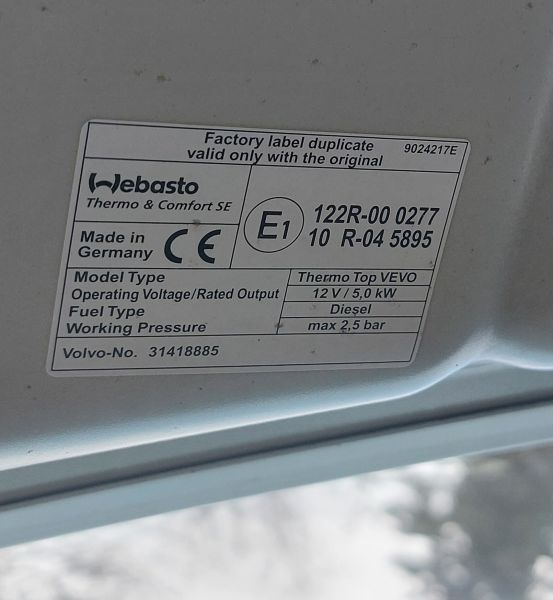 Factory label duplicate
valid only with the original
9024217E
Webasto
Thermo & Comfort SE
Made in
Germany
CE
E1
122R-00 0277
10 R-04 5895
Model Type Thermo Top VEVO
Operating Voltage/Rated Output 12 V / 5,0 kW
Fuel Type Diesel
Working Pressure max 2,5 bar
Volvo-No. 31418885